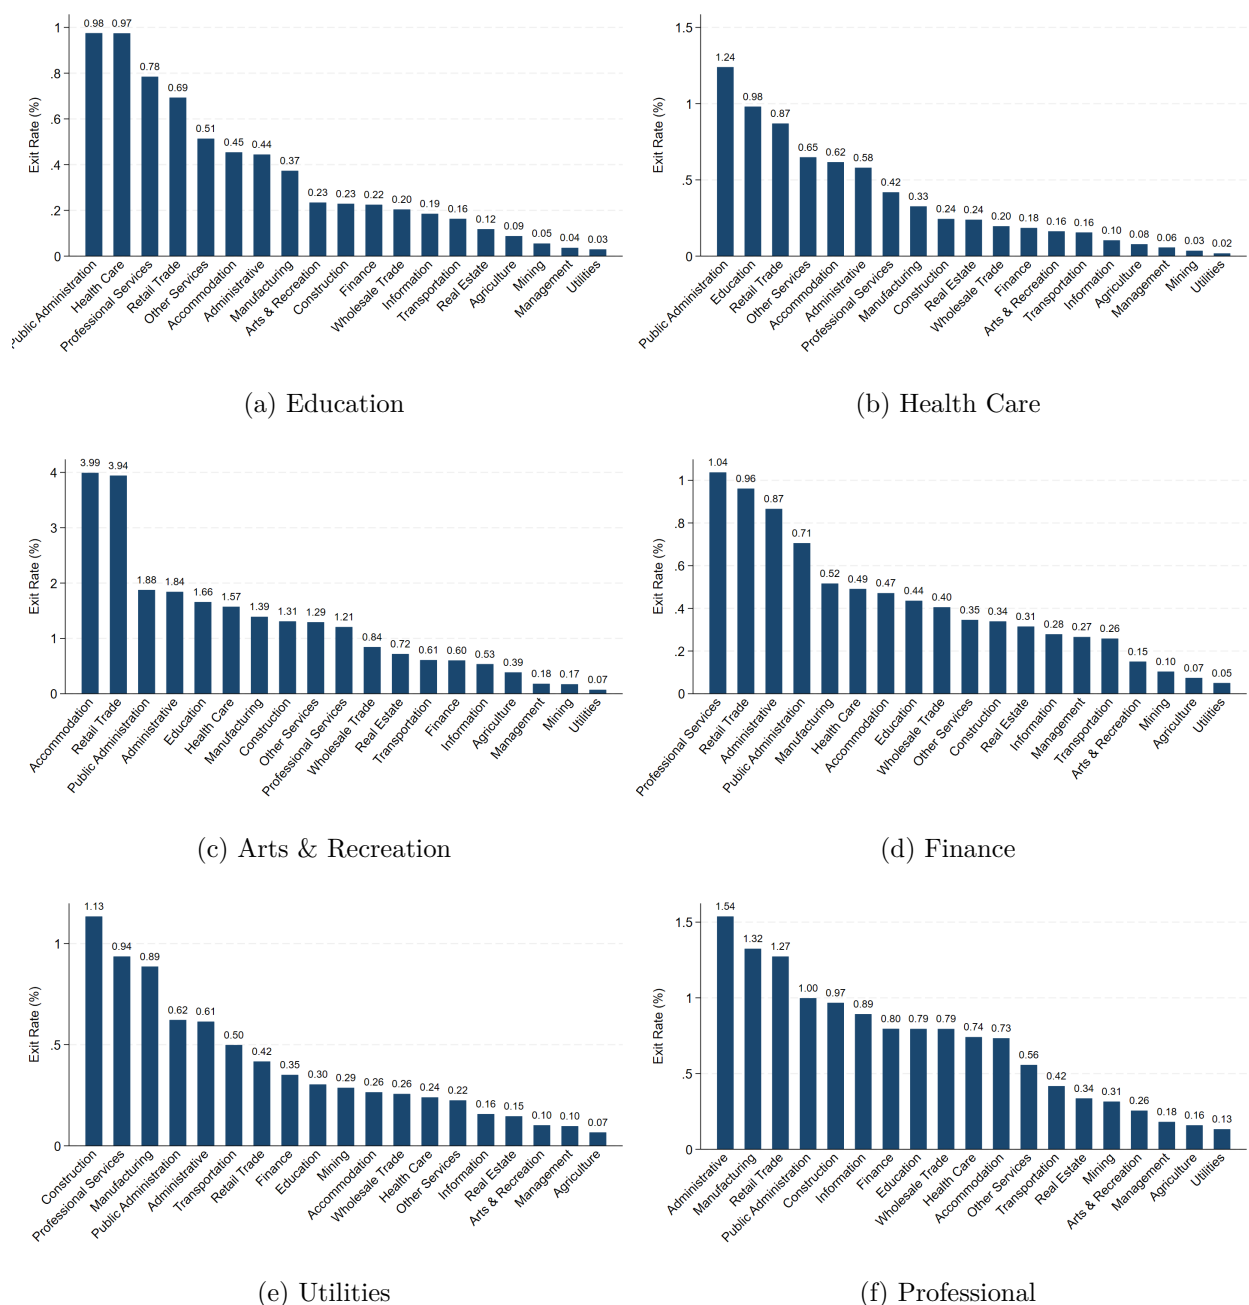 Exit Rate (%)
1
.8
.6
.4
.2
0
0.98 0.97 0.78 0.69 0.51 0.45 0.44 0.37 0.23 0.23 0.22 0.20 0.19 0.16 0.12 0.09 0.05 0.04 0.03
Public Administration
Health Care
Professional Services
Retail Trade
Other Services
Accommodation
Administrative
Manufacturing
Arts & Recreation
Construction
Finance
Wholesale Trade
Information
Transportation
Real Estate
Agriculture
Mining
Management
Utilities
(a) Education
Exit Rate (%)
1.5
1
.5
0
1.24 0.98 0.87 0.65 0.62 0.58 0.42 0.33 0.24 0.24 0.20 0.18 0.16 0.16 0.10 0.08 0.06 0.03 0.02
Public Administration
Education
Retail Trade
Other Services
Accommodation
Administrative
Professional Services
Manufacturing
Construction
Real Estate
Wholesale Trade
Finance
Arts & Recreation
Transportation
Information
Agriculture
Management
Mining
Utilities
(b) Health Care
Exit Rate (%)
4
3
2
1
0
3.99 3.94 1.88 1.84 1.66 1.57 1.39 1.31 1.29 1.21 0.84 0.72 0.61 0.60 0.53 0.39 0.18 0.17 0.07
Accommodation
Retail Trade
Public Administration
Administrative
Education
Health Care
Manufacturing
Construction
Other Services
Professional Services
Wholesale Trade
Real Estate
Transportation
Finance
Information
Agriculture
Management
Mining
Utilities
(c) Arts & Recreation
Exit Rate (%)
1
.8
.6
.4
.2
0
1.04 0.96 0.87 0.71 0.52 0.49 0.47 0.44 0.40 0.35 0.34 0.31 0.28 0.27 0.26 0.15 0.10 0.07 0.05
Professional Services
Retail Trade
Administrative
Public Administration
Manufacturing
Health Care
Accommodation
Education
Wholesale Trade
Other Services
Construction
Real Estate
Information
Management
Transportation
Arts & Recreation
Mining
Agriculture
Utilities
(d) Finance
Exit Rate (%)
1
.5
0
1.13 0.94 0.89 0.62 0.61 0.50 0.42 0.35 0.30 0.29 0.26 0.26 0.24 0.22 0.16 0.15 0.10 0.10 0.07
Construction
Professional Services
Manufacturing
Public Administration
Administrative
Transportation
Retail Trade
Finance
Education
Mining
Accommodation
Wholesale Trade
Health Care
Other Services
Information
Real Estate
Arts & Recreation
Management
Agriculture
(e) Utilities
Exit Rate (%)
1.5
1
.5
0
1.54 1.32 1.27 1.00 0.97 0.89 0.80 0.79 0.79 0.74 0.73 0.56 0.42 0.34 0.31 0.26 0.18 0.16 0.13
Administrative
Manufacturing
Retail Trade
Public Administration
Construction
Information
Finance
Education
Wholesale Trade
Health Care
Accommodation
Other Services
Transportation
Real Estate
Mining
Arts & Recreation
Management
Agriculture
Utilities
(f) Professional